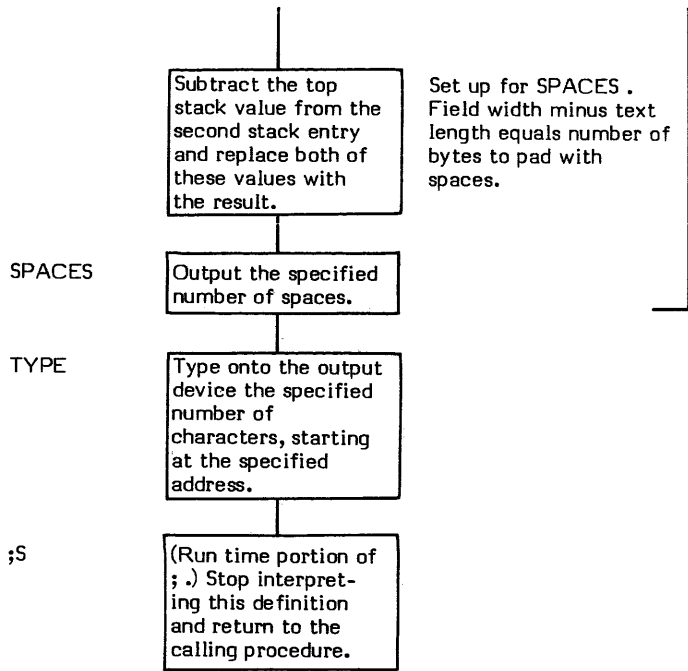 Subtract the top
stack value from the
second stack entry
and replace both of
these values with
the result.
Set up for SPACES .
Field width minus text
length equals number of
bytes to pad with
spaces.
SPACES
Output the specified
number of spaces.
TYPE
Type onto the output
device the specified
number of
characters, starting
at the specified
address.
;S
(Run time portion of
; .) Stop interpret-
ing this definition
and return to the
calling procedure.